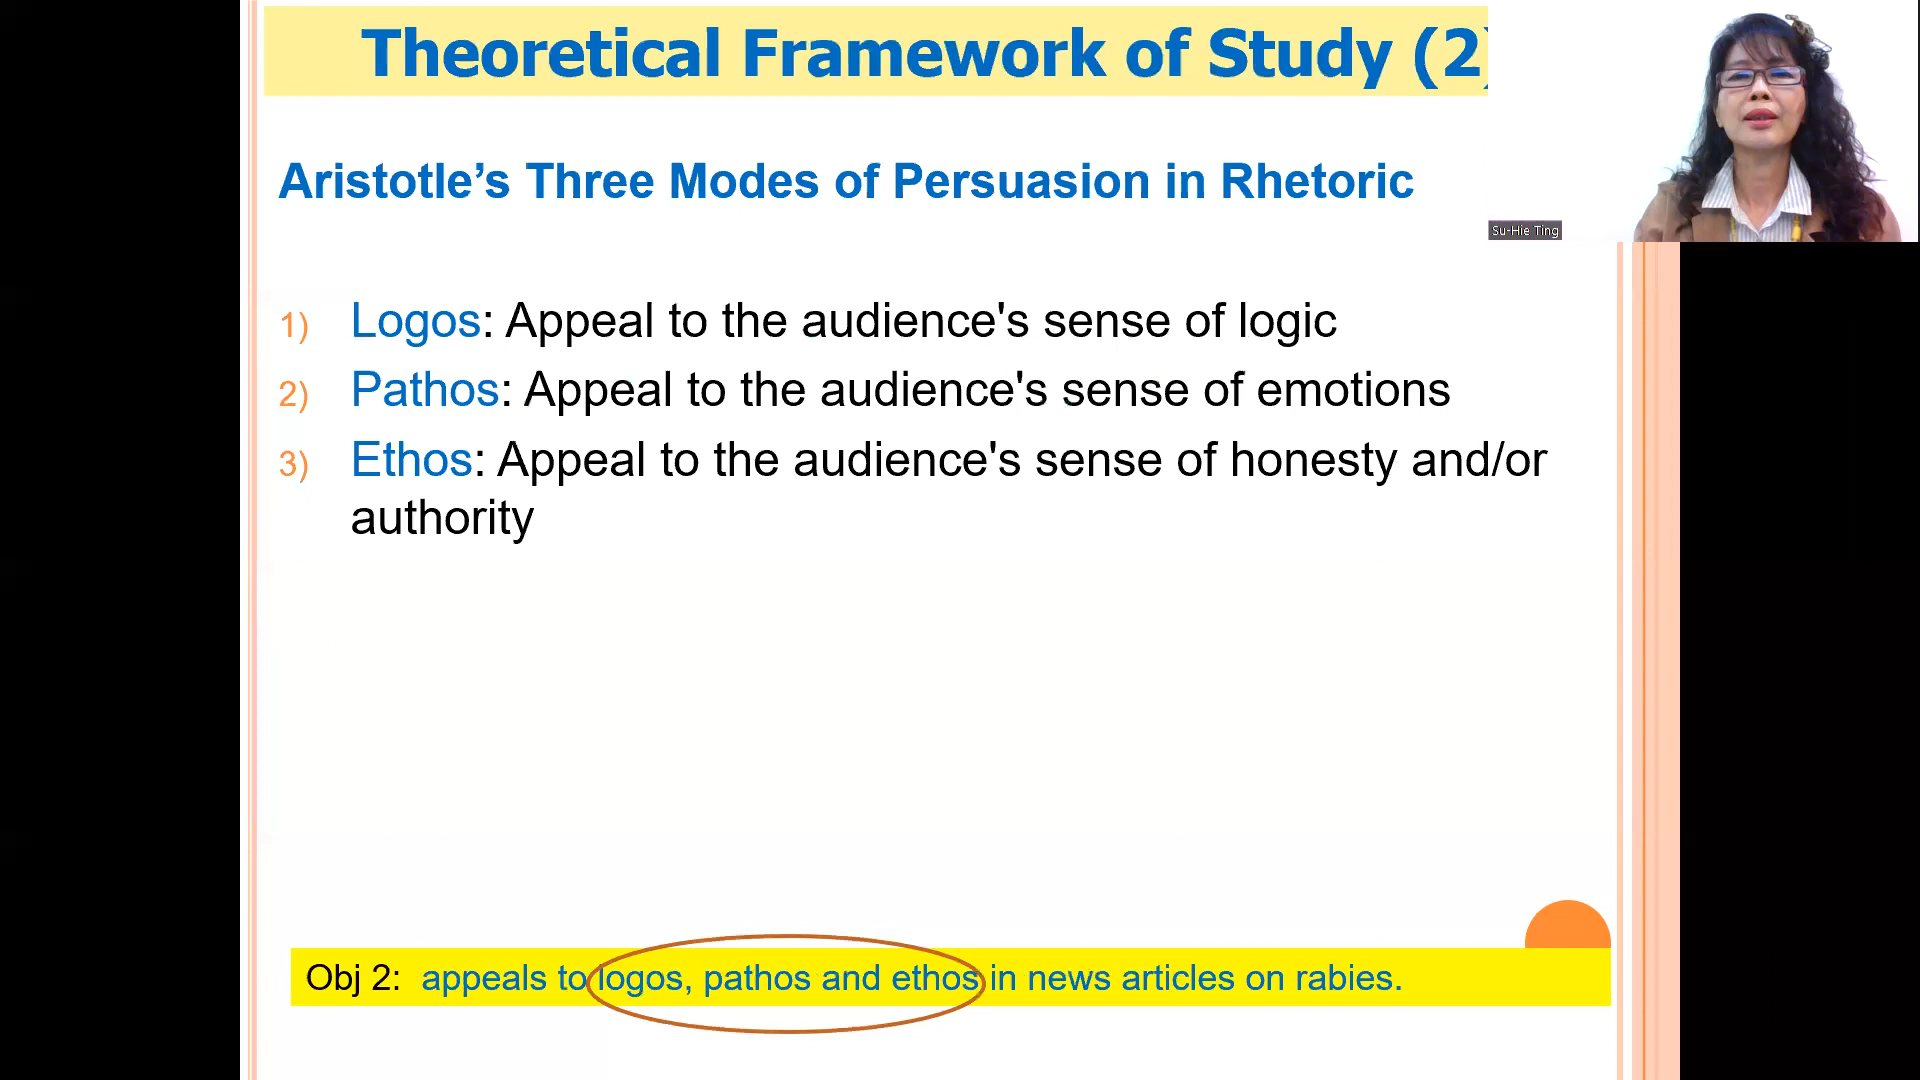 Theoretical Framework of Study (2)
Aristotle’s Three Modes of Persuasion in Rhetoric
Su-Hie Ting
1) Logos: Appeal to the audience's sense of logic
2) Pathos: Appeal to the audience's sense of emotions
3) Ethos: Appeal to the audience's sense of honesty and/or
authority
Obj 2: appeals to logos, pathos and ethos in news articles on rabies.